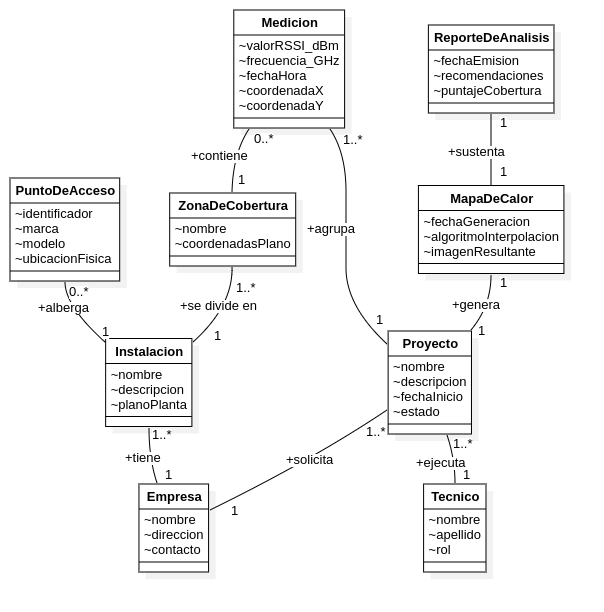 Medicion
~valorRSSI_dBm
~frecuencia_GHz
~fechaHora
~coordenadaX
~coordenadaY
ReporteDeAnalisis
~fechaEmision
~recomendaciones
~puntajeCobertura
0..*
1..*
1
+contiene
+sustenta
1
1
PuntoDeAcceso
~identificador
~marca
~modelo
~ubicacionFisica
ZonaDeCobertura
~nombre
~coordenadasPlano
+agrupa
MapaDeCalor
~fechaGeneracion
~algoritmoInterpolacion
~imagenResultante
0..*
1..*
1
+alberga
+se divide en
+genera
1
1
1
1
Instalacion
~nombre
~descripcion
~planoPlanta
Proyecto
~nombre
~descripcion
~fechaInicio
~estado
1..*
1..*
1..*
+tiene
+solicita
+ejecuta
1
1
1
Empresa
~nombre
~direccion
~contacto
Tecnico
~nombre
~apellido
~rol